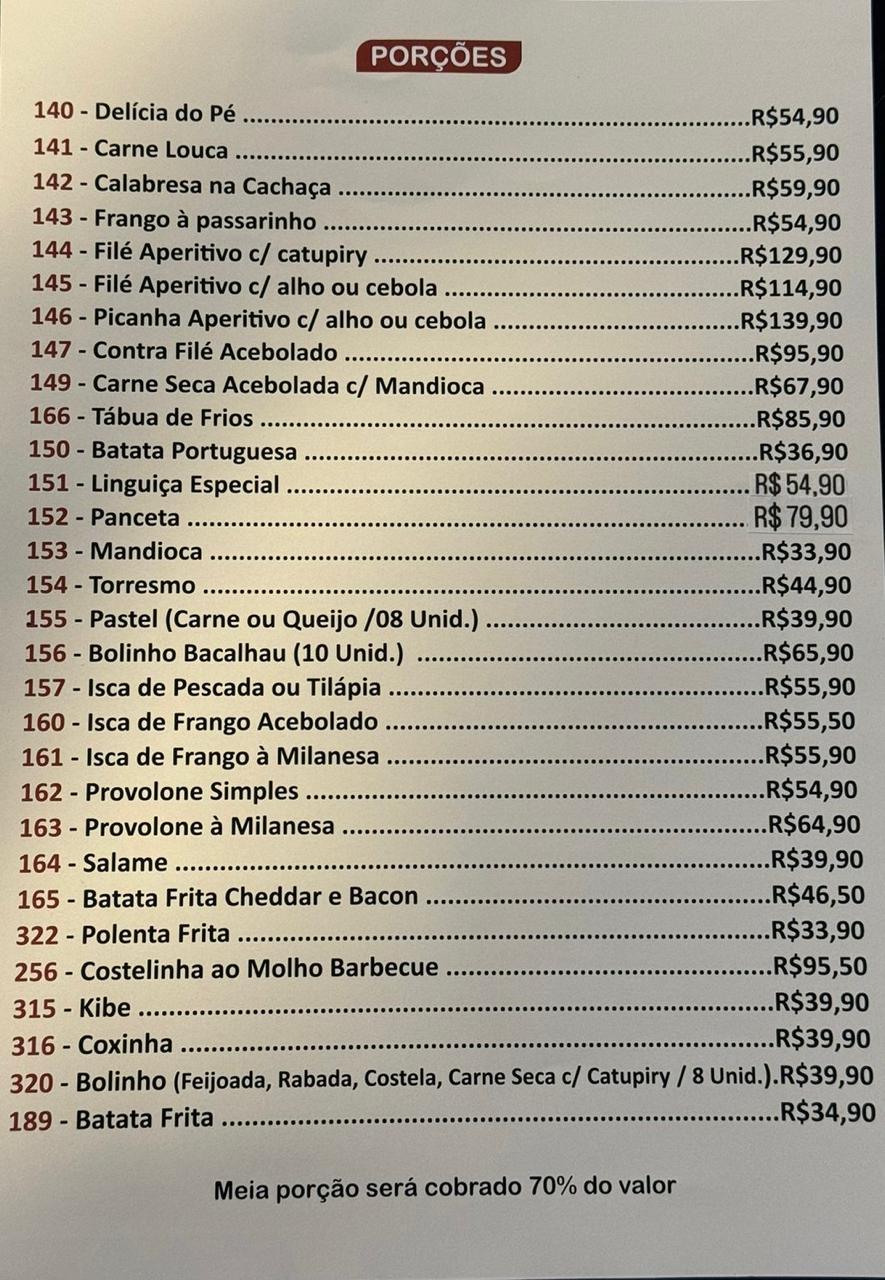 PORÇÕES
140 - Delícia do Pé ........................................................................R$54,90
141 - Carne Louca .........................................................................R$55,90
142 - Calabresa na Cachaça ..........................................................R$59,90
143 - Frango à passarinho ............................................................R$54,90
144 - Filé Aperitivo c/ catupiry ...................................................R$129,90
145 - Filé Aperitivo c/ alho ou cebola .........................................R$114,90
146 - Picanha Aperitivo c/ alho ou cebola ..................................R$139,90
147 - Contra Filé Acebolado .........................................................R$95,90
149 - Carne Seca Acebolada c/ Mandioca ....................................R$67,90
166 - Tábua de Frios .....................................................................R$85,90
150 - Batata Portuguesa ...............................................................R$36,90
151 - Linguiça Especial ................................................................. R$ 54,90
152 - Panceta ............................................................................... R$ 79,90
153 - Mandioca .............................................................................R$33,90
154 - Torresmo ..............................................................................R$44,90
155 - Pastel (Carne ou Queijo /08 Unid.) ......................................R$39,90
156 - Bolinho Bacalhau (10 Unid.) ................................................R$65,90
157 - Isca de Pescada ou Tilápia ....................................................R$55,90
160 - Isca de Frango Acebolado .....................................................R$55,50
161 - Isca de Frango à Milanesa .....................................................R$55,90
162 - Provolone Simples ................................................................R$54,90
163 - Provolone à Milanesa ...........................................................R$64,90
164 - Salame ..................................................................................R$39,90
165 - Batata Frita Cheddar e Bacon ................................................R$46,50
322 - Polenta Frita ..........................................................................R$33,90
256 - Costelinha ao Molho Barbecue ..............................................R$95,50
315 - Kibe .......................................................................................R$39,90
316 - Coxinha .................................................................................R$39,90
320 - Bolinho (Feijoada, Rabada, Costela, Carne Seca c/ Catupiry / 8 Unid.).R$39,90
189 - Batata Frita ............................................................................R$34,90
Meia porção será cobrado 70% do valor